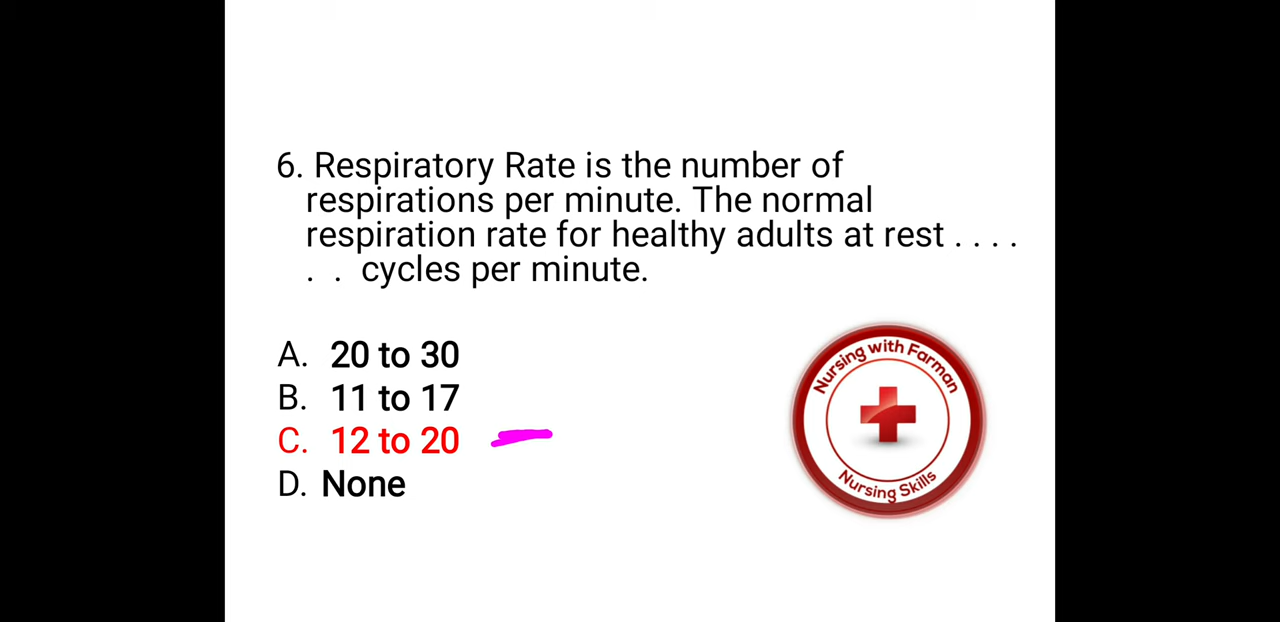 6. Respiratory Rate is the number of
respirations per minute. The normal
respiration rate for healthy adults at rest . . . .
. . cycles per minute.
A. 20 to 30
B. 11 to 17
C. 12 to 20
D. None
Nursing with Farman
Nursing Skills